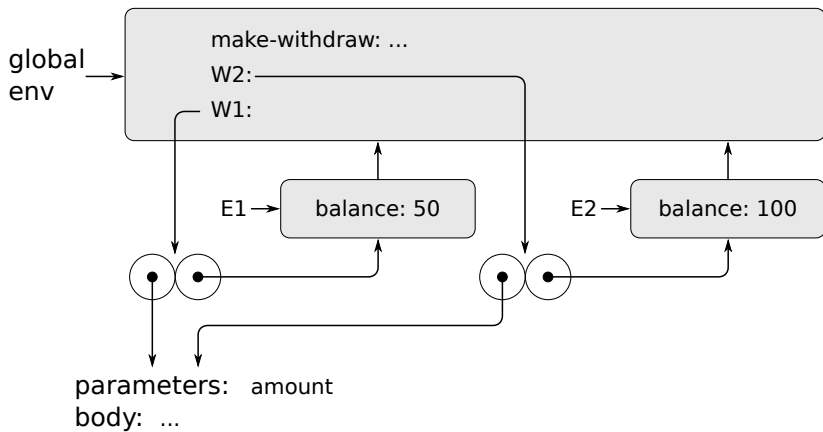 make-withdraw: ...
global
env
W2:
W1:
E1
balance: 50
E2
balance: 100
parameters: amount
body: ...